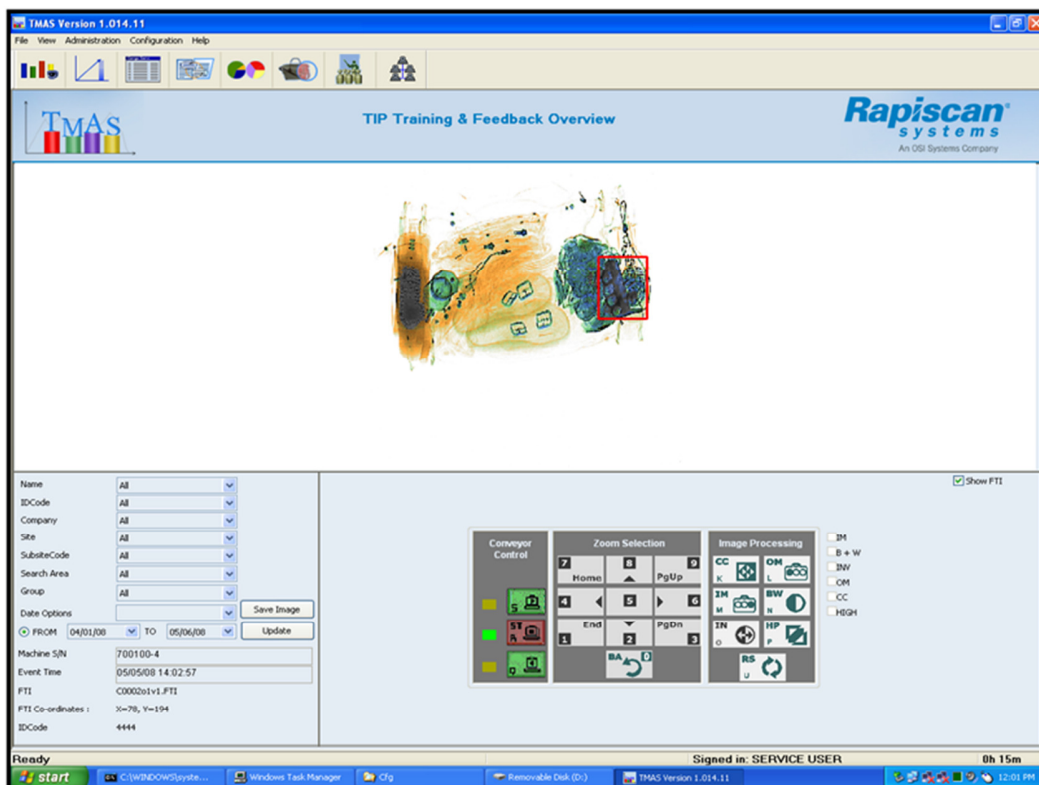 TMAS Version 1.014.11
File View Administration Configuration Help
TMAS
TIP Training & Feedback Overview
Rapiscan
systems
An OSI Systems Company
Name All
IDCode All
Company All
Site All
SubsiteCode All
Search Area All
Group All
Date Options Save Image
FROM 04/01/08 TO 05/06/08 Update
Machine S/N 700100-4
Event Time 05/05/08 14:02:57
FTI C0002o1v1.FTI
FTI Co-ordinates : X=78, Y=194
IDCode 4444
Show FTI
Conveyor Control
S
ST
R
Q
Zoom Selection
7 Home 8 9 PgUp
4 5 6
1 End 2 3 PgDn
BA 0
Image Processing
CC K OM L
IM M BW N
IN O HP P
RS U
IM
B + W
INV
OM
CC
HIGH
Ready Signed in: SERVICE USER 0h 15m
start C:\WINDOWS\syste... Windows Task Manager Cfg Removable Disk (D:) TMAS Version 1.014.11 12:01 PM